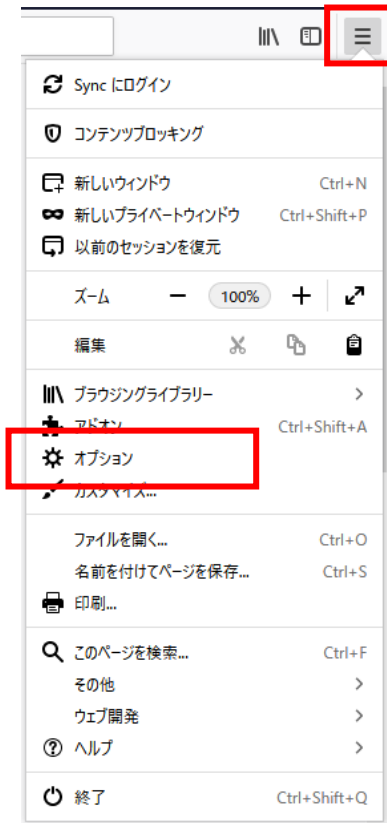 Sync にログイン
コンテンツブロッキング
新しいウィンドウ Ctrl+N
新しいプライベートウィンドウ Ctrl+Shift+P
以前のセッションを復元
ズーム 100%
編集
ブラウジングライブラリー
アドオン Ctrl+Shift+A
オプション
カスタマイズ...
ファイルを開く... Ctrl+O
名前を付けてページを保存... Ctrl+S
印刷...
このページを検索... Ctrl+F
その他
ウェブ開発
ヘルプ
終了 Ctrl+Shift+Q